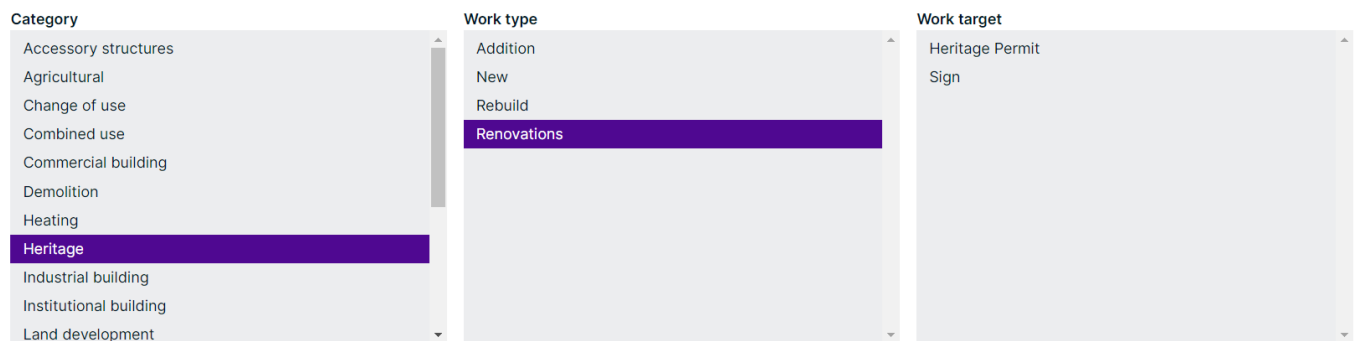 Category
Accessory structures
Agricultural
Change of use
Combined use
Commercial building
Demolition
Heating
Heritage
Industrial building
Institutional building
Land development
Work type
Addition
New
Rebuild
Renovations
Work target
Heritage Permit
Sign